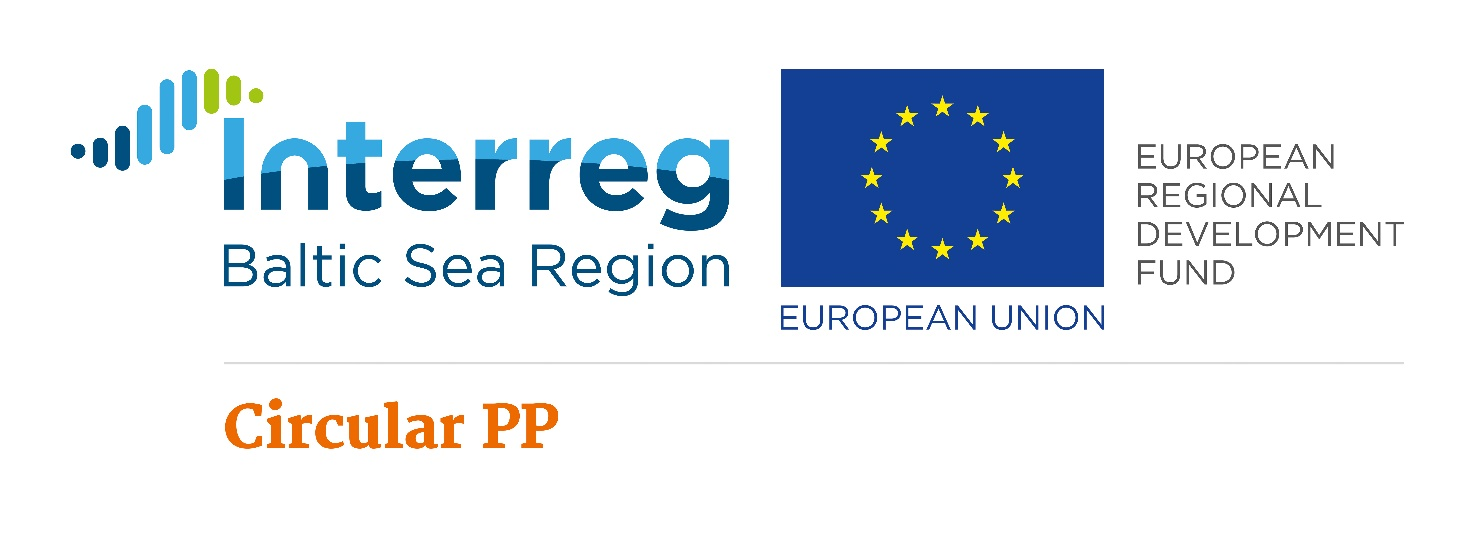 Interreg
Baltic Sea Region
EUROPEAN UNION
EUROPEAN
REGIONAL
DEVELOPMENT
FUND
Circular PP